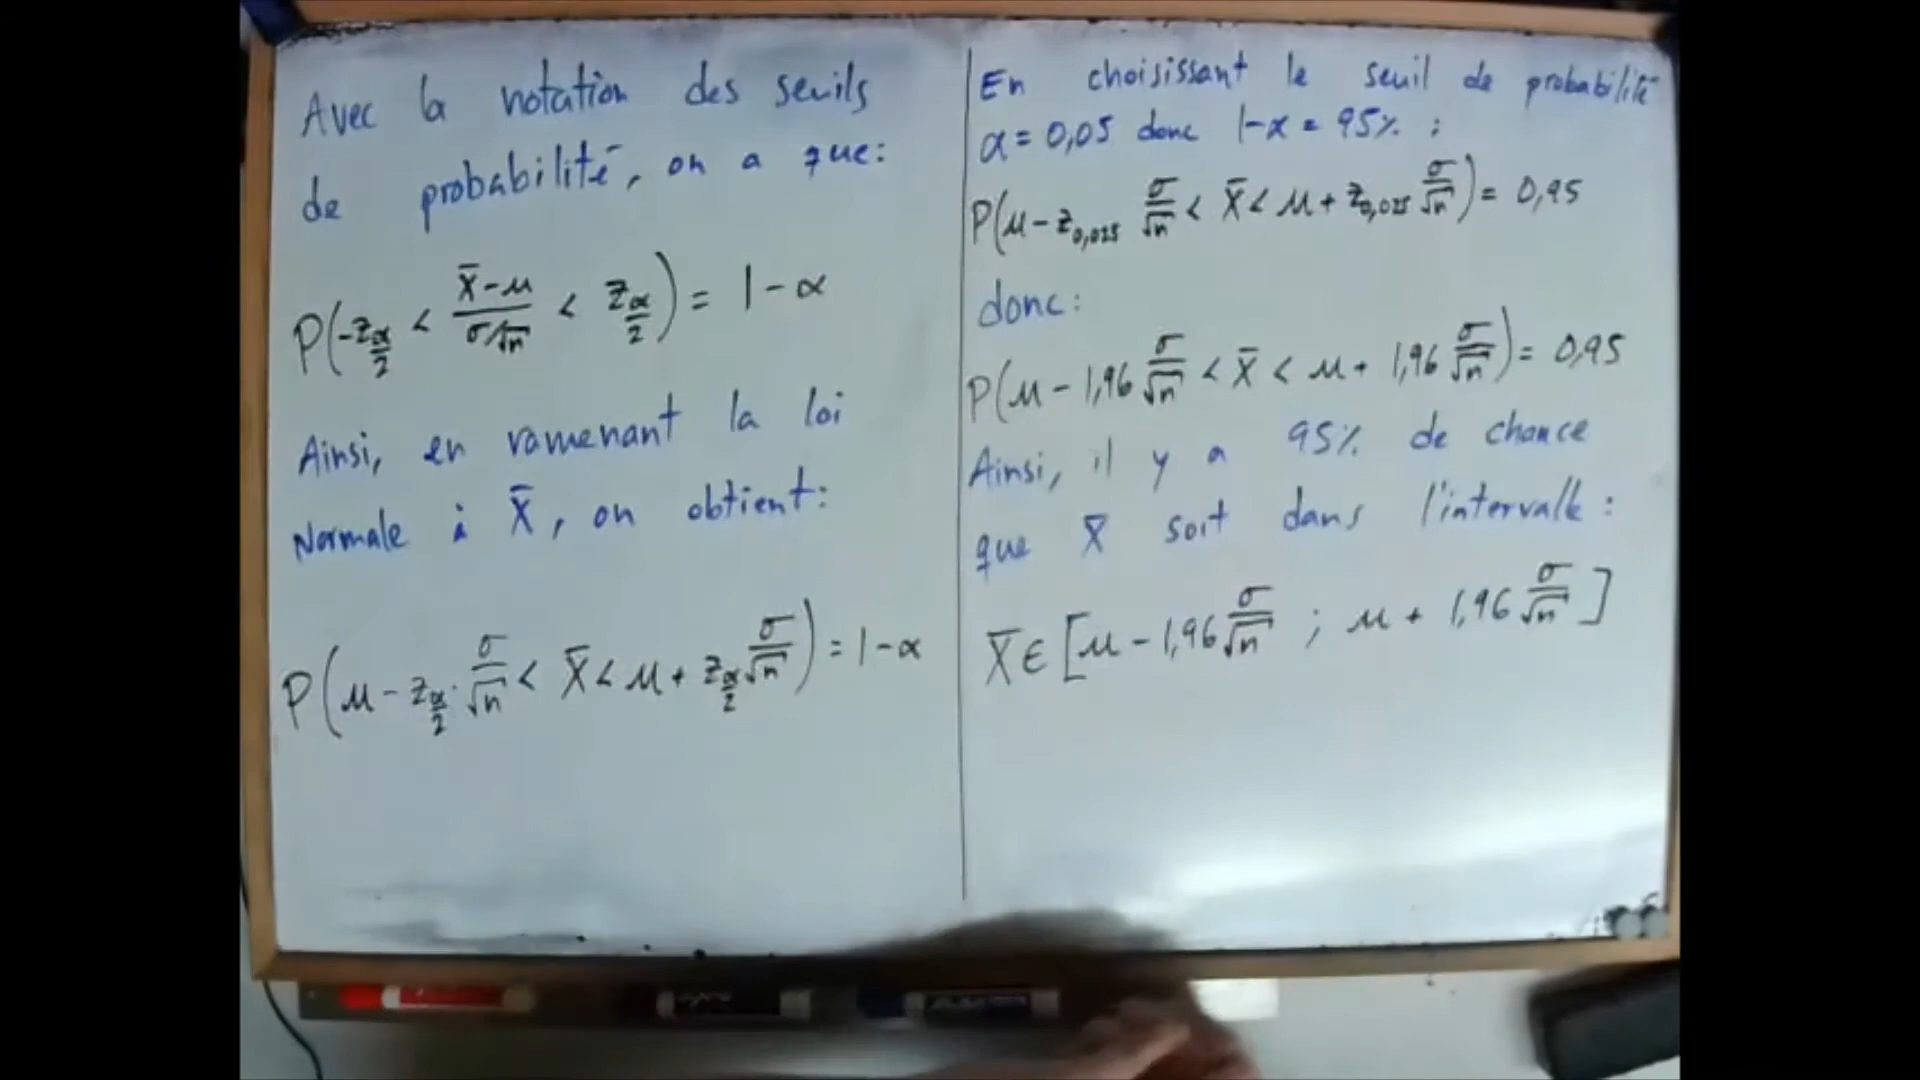 Avec la notation des seuils
de probabilité, on a que:
P(-z_{α/2} < (X̄-μ)/(σ/√n) < z_{α/2}) = 1-α
Ainsi, en ramenant la loi
Normale à X̄, on obtient:
P(μ - z_{α/2} · σ/√n < X̄ < μ + z_{α/2} σ/√n) = 1-α
En choisissant le seuil de probabilité
α = 0,05 donc 1-α = 95% :
P(μ - z_{0,025} σ/√n < X̄ < μ + z_{0,025} σ/√n) = 0,95
donc:
P(μ - 1,96 σ/√n < X̄ < μ + 1,96 σ/√n) = 0,95
Ainsi, il y a 95% de chance
que X̄ soit dans l'intervalle :
X̄ ∈ [μ - 1,96 σ/√n ; μ + 1,96 σ/√n]